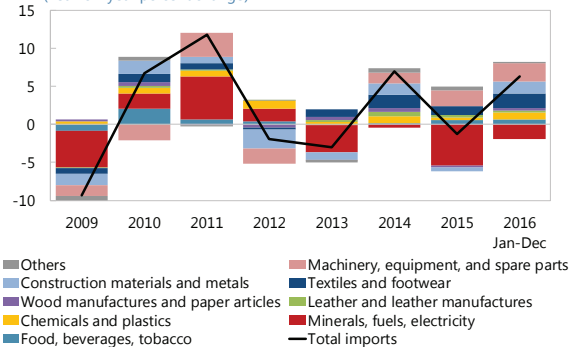 15
10
5
0
-5
-10
2009 2010 2011 2012 2013 2014 2015 2016
Jan-Dec
Others
Machinery, equipment, and spare parts
Construction materials and metals
Textiles and footwear
Wood manufactures and paper articles
Leather and leather manufactures
Chemicals and plastics
Minerals, fuels, electricity
Food, beverages, tobacco
Total imports